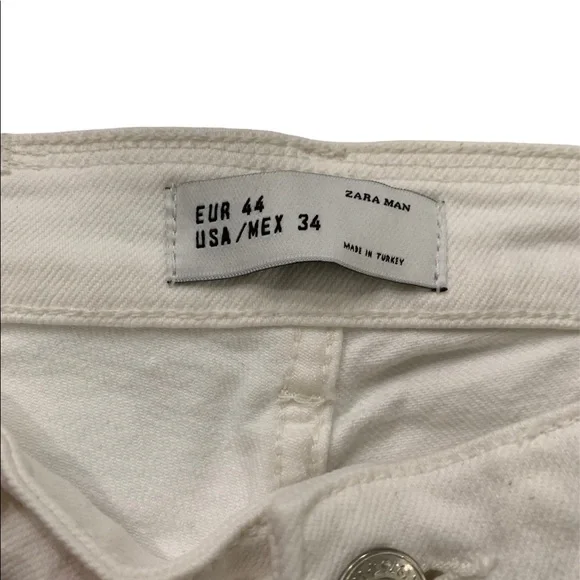 EUR 44
USA/MEX 34
ZARA MAN
MADE IN TURKEY